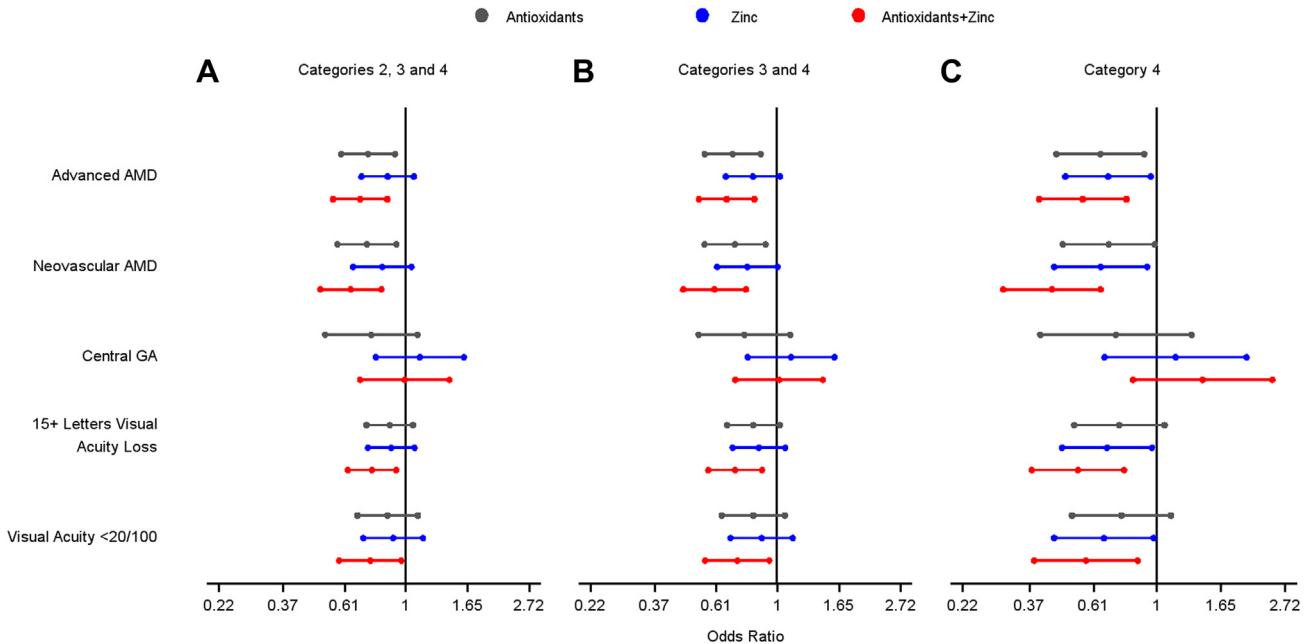 Antioxidants Zinc Antioxidants+Zinc
A Categories 2, 3 and 4 B Categories 3 and 4 C Category 4
Advanced AMD
Neovascular AMD
Central GA
15+ Letters Visual
Acuity Loss
Visual Acuity <20/100
0.22 0.37 0.61 1 1.65 2.72 0.22 0.37 0.61 1 1.65 2.72 0.22 0.37 0.61 1 1.65 2.72
Odds Ratio